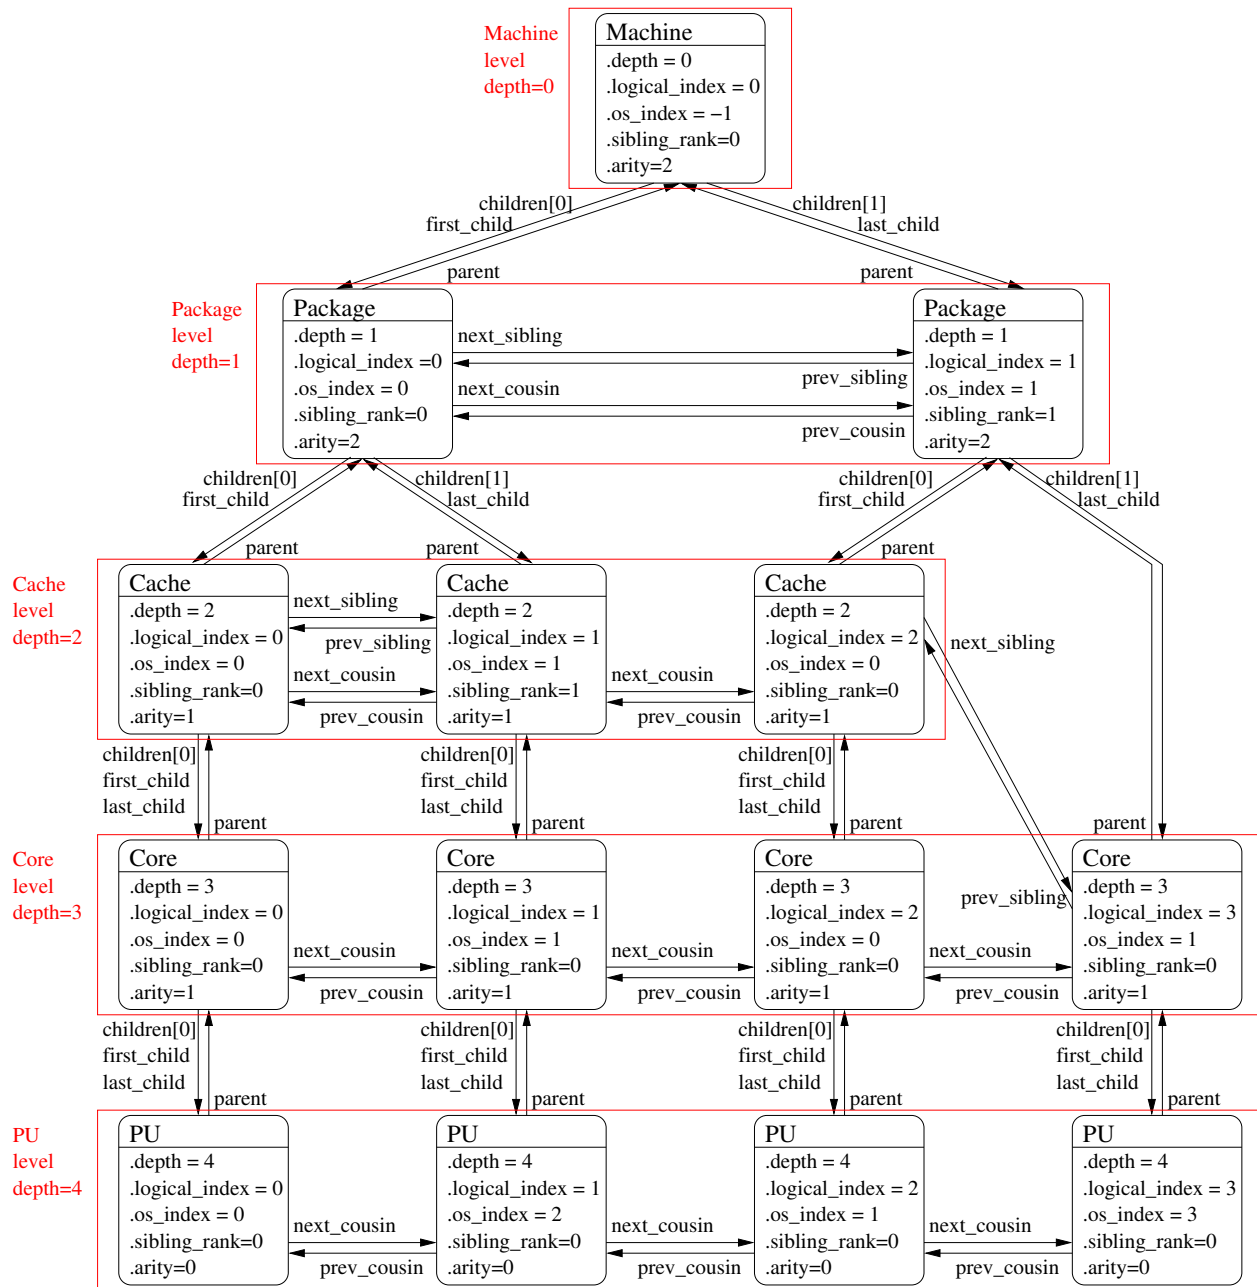 Machine
level
depth=0
Machine
.depth = 0
.logical_index = 0
.os_index = −1
.sibling_rank=0
.arity=2
children[0]
first_child
children[1]
last_child
parent
parent
Package
level
depth=1
Package
.depth = 1
.logical_index =0
.os_index = 0
.sibling_rank=0
.arity=2
next_sibling
prev_sibling
next_cousin
prev_cousin
Package
.depth = 1
.logical_index = 1
.os_index = 1
.sibling_rank=1
.arity=2
children[0]
first_child
children[1]
last_child
children[0]
first_child
children[1]
last_child
parent
parent
parent
Cache
level
depth=2
Cache
.depth = 2
.logical_index = 0
.os_index = 0
.sibling_rank=0
.arity=1
next_sibling
prev_sibling
next_cousin
prev_cousin
Cache
.depth = 2
.logical_index = 1
.os_index = 1
.sibling_rank=1
.arity=1
next_cousin
prev_cousin
Cache
.depth = 2
.logical_index = 2
.os_index = 0
.sibling_rank=0
.arity=1
next_sibling
children[0]
first_child
last_child
children[0]
first_child
last_child
children[0]
first_child
last_child
parent
parent
parent
parent
Core
level
depth=3
Core
.depth = 3
.logical_index = 0
.os_index = 0
.sibling_rank=0
.arity=1
next_cousin
prev_cousin
Core
.depth = 3
.logical_index = 1
.os_index = 1
.sibling_rank=0
.arity=1
next_cousin
prev_cousin
Core
.depth = 3
.logical_index = 2
.os_index = 0
.sibling_rank=0
.arity=1
prev_sibling
next_cousin
prev_cousin
Core
.depth = 3
.logical_index = 3
.os_index = 1
.sibling_rank=0
.arity=1
children[0]
first_child
last_child
children[0]
first_child
last_child
children[0]
first_child
last_child
children[0]
first_child
last_child
parent
parent
parent
parent
PU
level
depth=4
PU
.depth = 4
.logical_index = 0
.os_index = 0
.sibling_rank=0
.arity=0
next_cousin
prev_cousin
PU
.depth = 4
.logical_index = 1
.os_index = 2
.sibling_rank=0
.arity=0
next_cousin
prev_cousin
PU
.depth = 4
.logical_index = 2
.os_index = 1
.sibling_rank=0
.arity=0
next_cousin
prev_cousin
PU
.depth = 4
.logical_index = 3
.os_index = 3
.sibling_rank=0
.arity=0